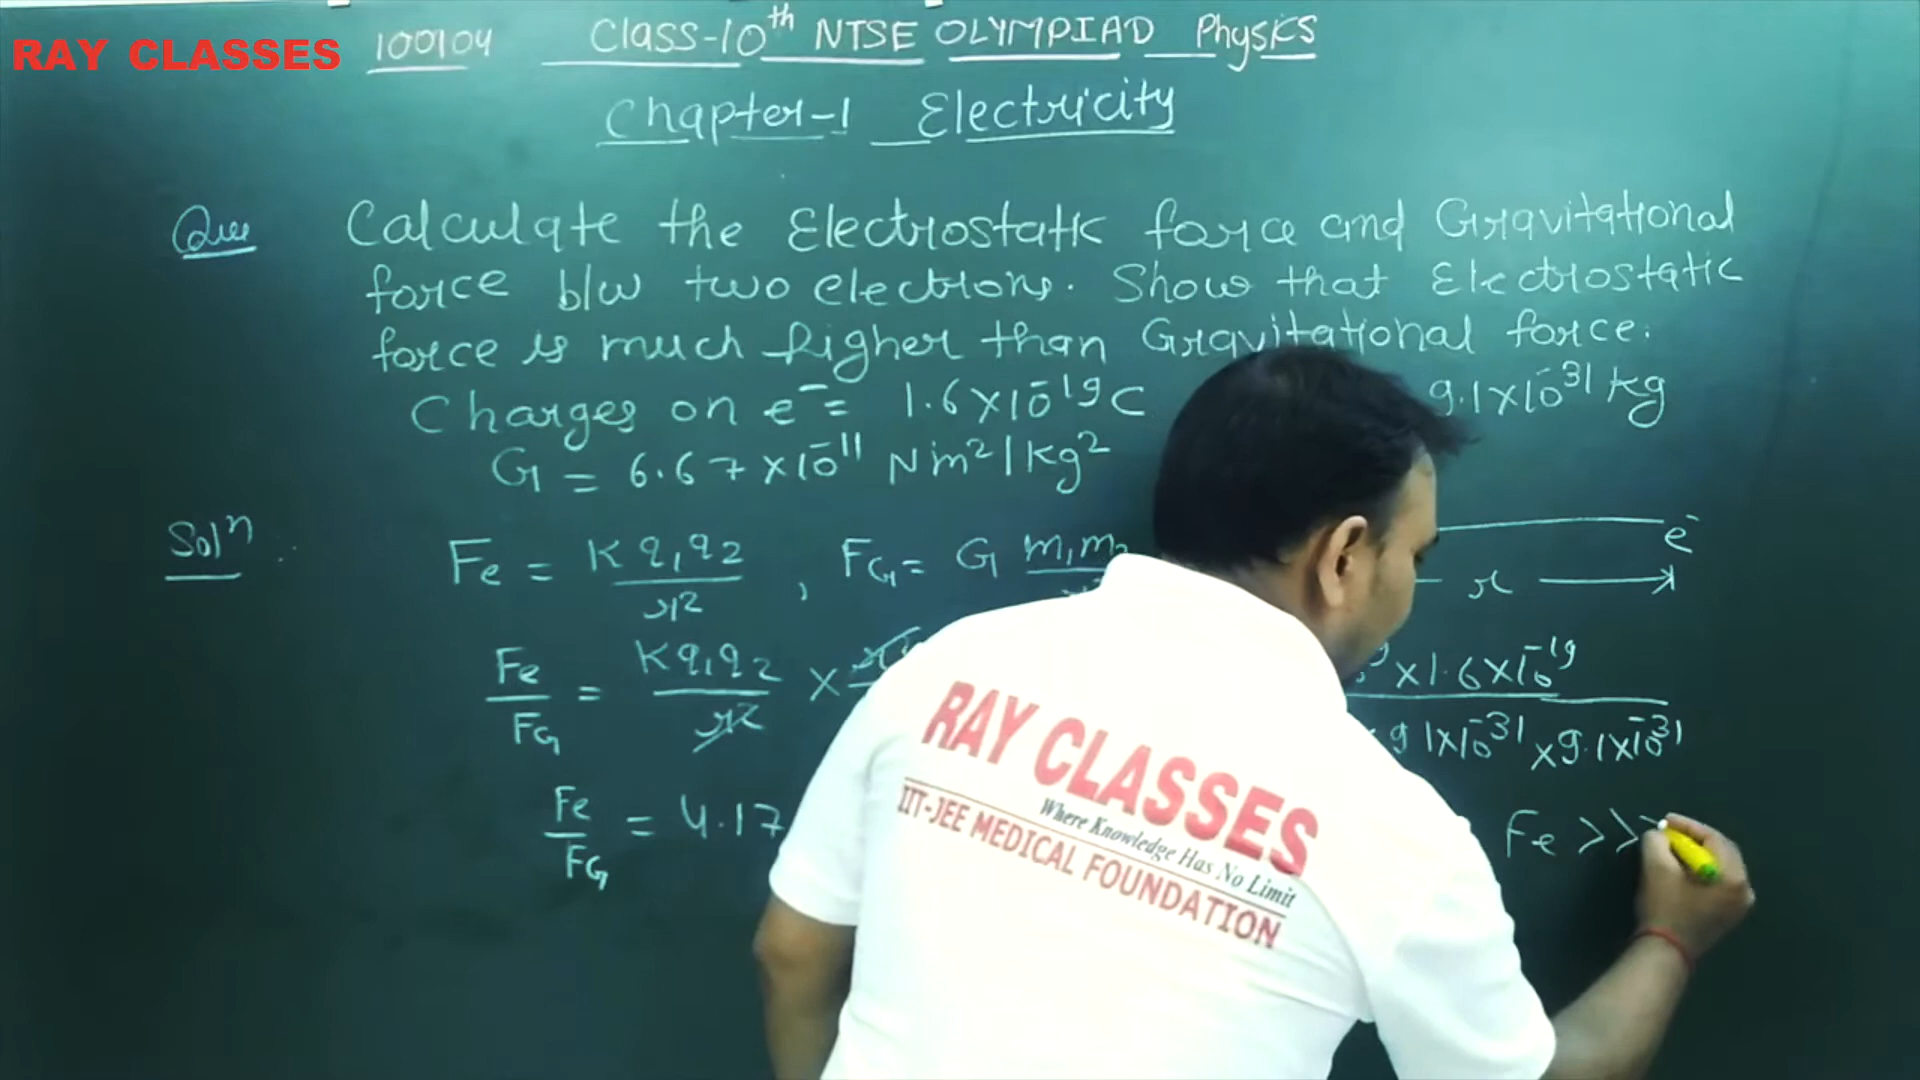 RAY CLASSES
100104 Class-10th NTSE OLYMPIAD Physics
Chapter-1 Electricity
Que Calculate the Electrostatic force and Gravitational
force b/w two electrons. Show that Electrostatic
force is much higher than Gravitational force.
Charges on e⁻ = 1.6×10⁻¹⁹ C 9.1×10⁻³¹ kg
G = 6.67×10⁻¹¹ Nm²/kg²
Solⁿ Fe = K q₁q₂/r² , FG = G m₁m₂ r e⁻
Fe/FG = Kq₁q₂/r² × ×1.6×10⁻¹⁹
9.1×10⁻³¹ × 9.1×10⁻³¹
Fe/FG = 4.17 Fe >>>
RAY CLASSES
Where Knowledge Has No Limit
IIT-JEE MEDICAL FOUNDATION